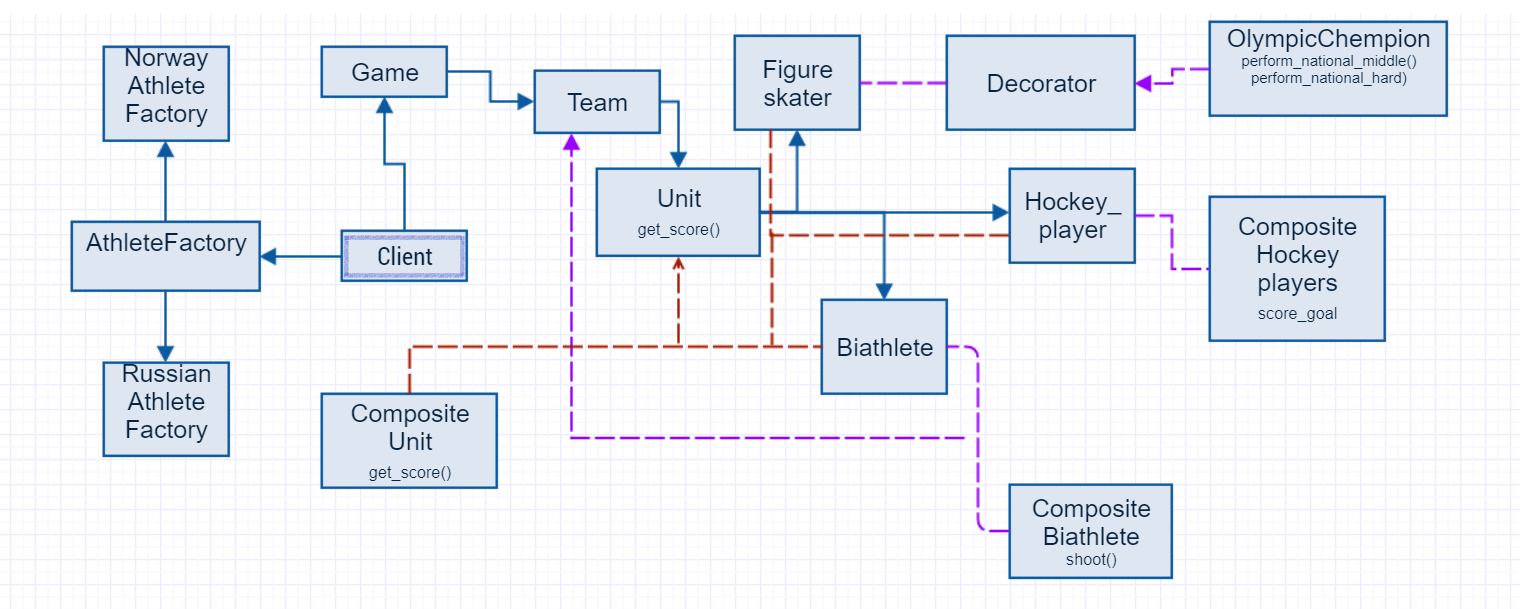 Norway
Athlete
Factory
Game
Team
Figure
skater
Decorator
OlympicChempion
perform_national_middle()
perform_national_hard)
Unit
get_score()
Hockey_
player
Composite
Hockey
players
score_goal
AthleteFactory
Client
Biathlete
Russian
Athlete
Factory
Composite
Unit
get_score()
Composite
Biathlete
shoot()